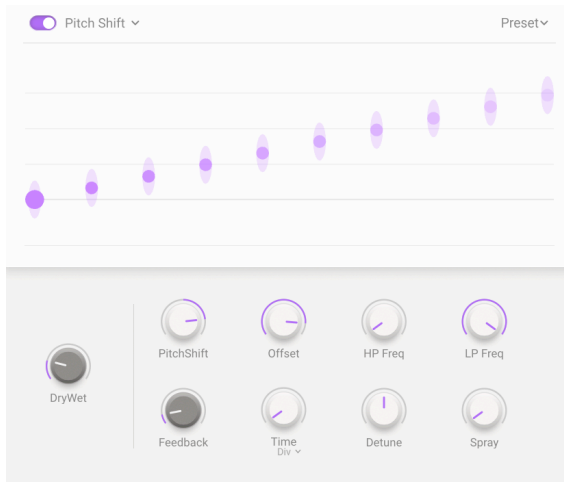 Pitch Shift
Preset
PitchShift
Offset
HP Freq
LP Freq
DryWet
Feedback
Time
Div
Detune
Spray